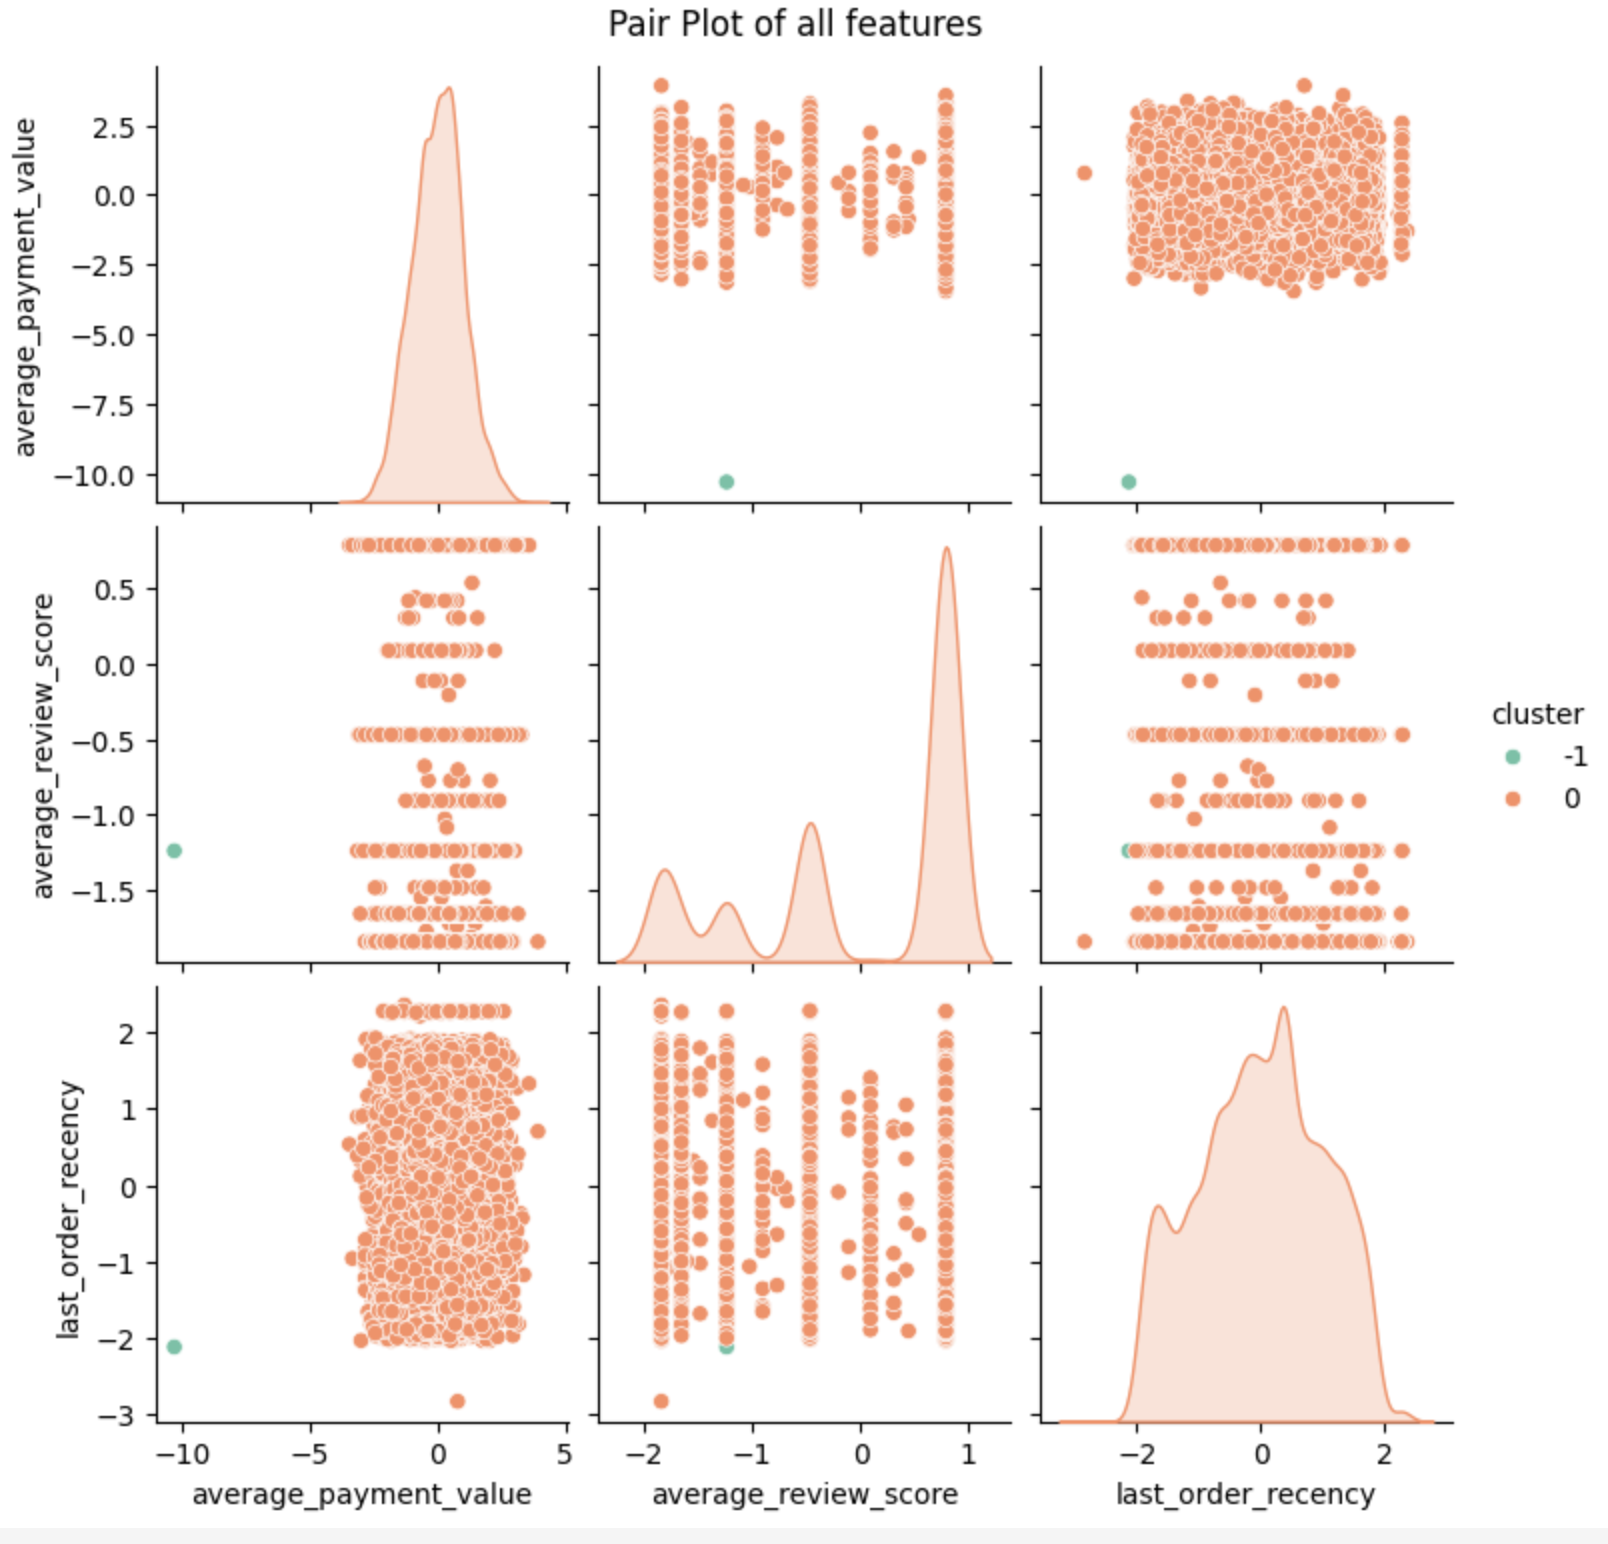 Pair Plot of all features
average_payment_value
2.5
0.0
−2.5
−5.0
−7.5
−10.0
average_review_score
0.5
0.0
−0.5
−1.0
−1.5
cluster
-1
0
last_order_recency
2
1
0
−1
−2
−3
−10 −5 0 5
−2 −1 0 1
−2 0 2
average_payment_value
average_review_score
last_order_recency